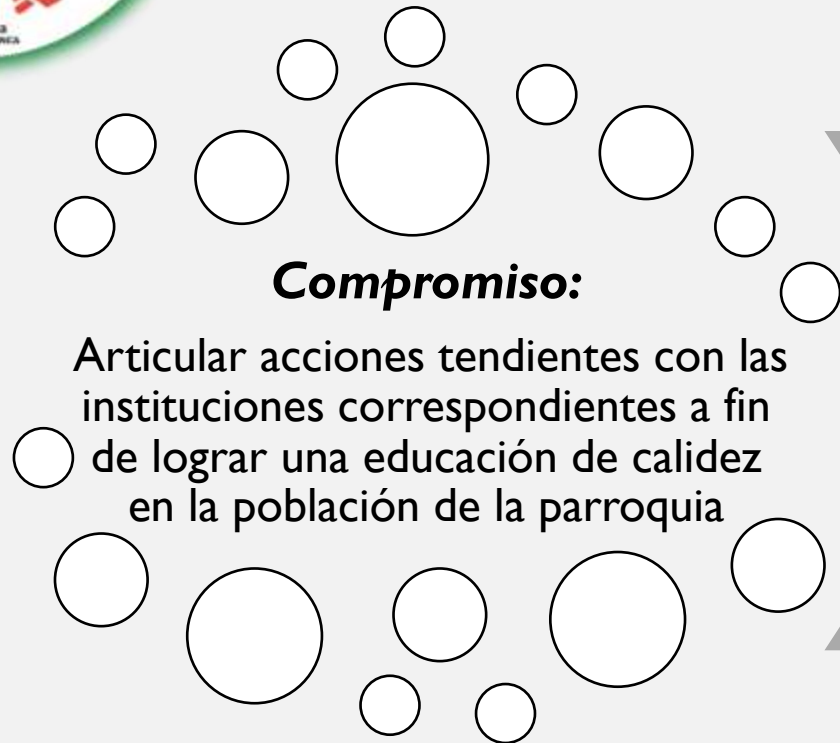 Compromiso:
Articular acciones tendientes con las
instituciones correspondientes a fin
de lograr una educación de calidez
en la población de la parroquia